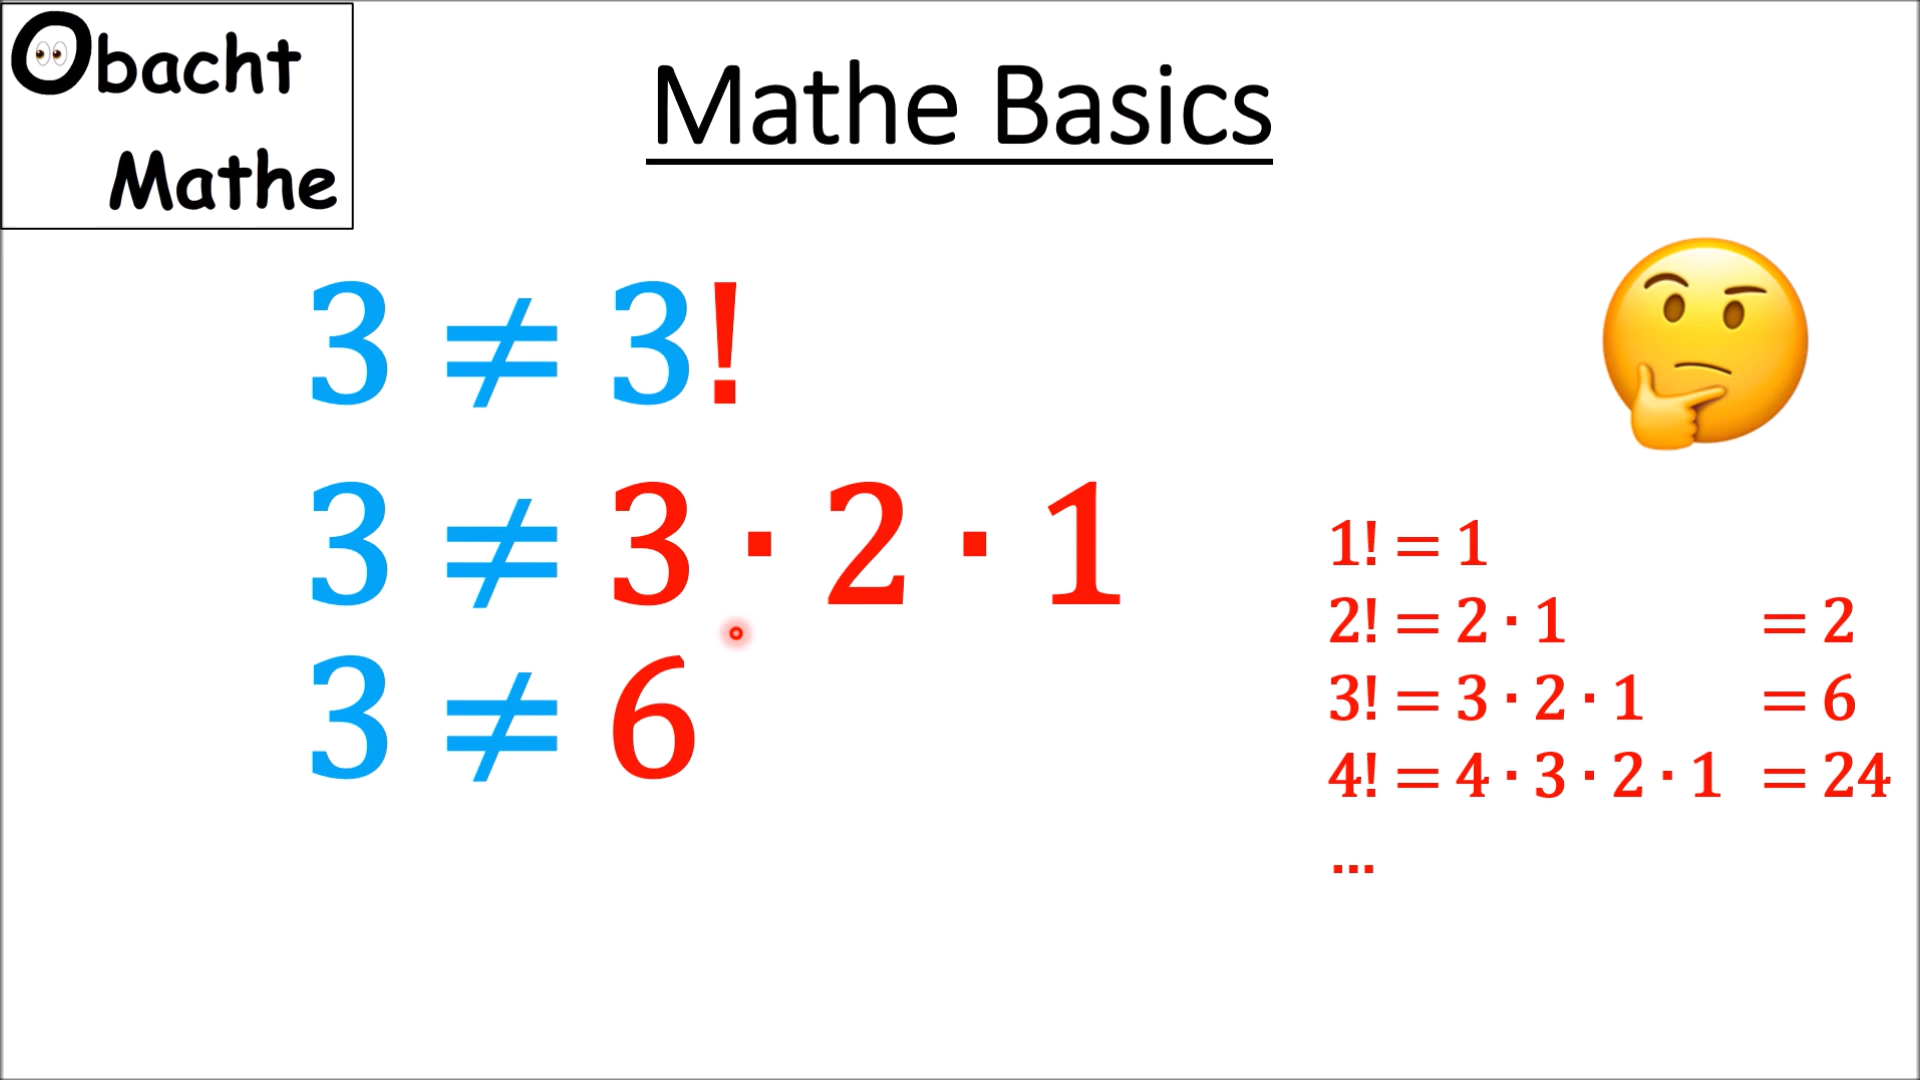 Obacht
Mathe
Mathe Basics
3 ≠ 3!
3 ≠ 3 · 2 · 1
3 ≠ 6
1! = 1
2! = 2 · 1 = 2
3! = 3 · 2 · 1 = 6
4! = 4 · 3 · 2 · 1 = 24
...